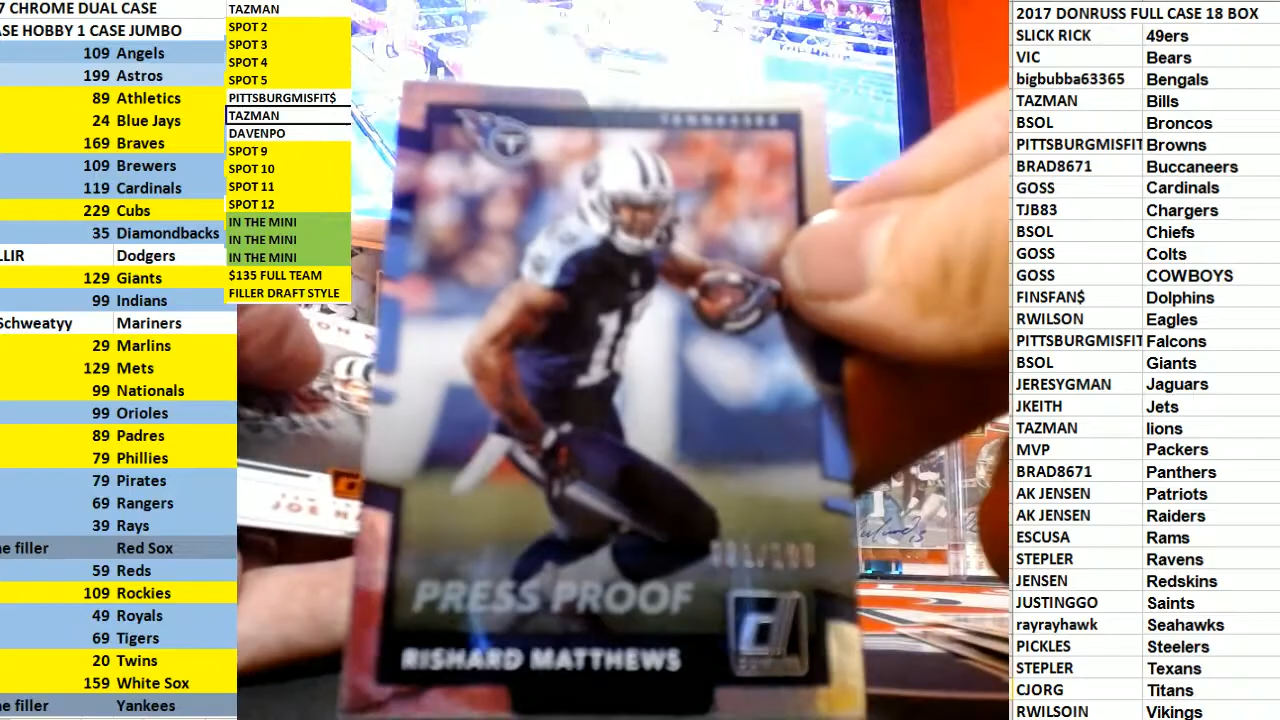 7 CHROME DUAL CASE
ASE HOBBY 1 CASE JUMBO
109 Angels
199 Astros
89 Athletics
24 Blue Jays
169 Braves
109 Brewers
119 Cardinals
229 Cubs
35 Diamondbacks
LLIR Dodgers
129 Giants
99 Indians
Schweatyy Mariners
29 Marlins
129 Mets
99 Nationals
99 Orioles
89 Padres
79 Phillies
79 Pirates
69 Rangers
39 Rays
ne filler Red Sox
59 Reds
109 Rockies
49 Royals
69 Tigers
20 Twins
159 White Sox
ne filler Yankees
TAZMAN
SPOT 2
SPOT 3
SPOT 4
SPOT 5
PITTSBURGMISFIT$
TAZMAN
DAVENPO
SPOT 9
SPOT 10
SPOT 11
SPOT 12
IN THE MINI
IN THE MINI
IN THE MINI
$135 FULL TEAM
FILLER DRAFT STYLE
TENNESSEE
PRESS PROOF
RISHARD MATTHEWS
2017 DONRUSS FULL CASE 18 BOX
SLICK RICK 49ers
VIC Bears
bigbubba63365 Bengals
TAZMAN Bills
BSOL Broncos
PITTSBURGMISFIT Browns
BRAD8671 Buccaneers
GOSS Cardinals
TJB83 Chargers
BSOL Chiefs
GOSS Colts
GOSS COWBOYS
FINSFAN$ Dolphins
RWILSON Eagles
PITTSBURGMISFIT Falcons
BSOL Giants
JERESYGMAN Jaguars
JKEITH Jets
TAZMAN lions
MVP Packers
BRAD8671 Panthers
AK JENSEN Patriots
AK JENSEN Raiders
ESCUSA Rams
STEPLER Ravens
JENSEN Redskins
JUSTINGGO Saints
rayrayhawk Seahawks
PICKLES Steelers
STEPLER Texans
CJORG Titans
RWILSOIN Vikings